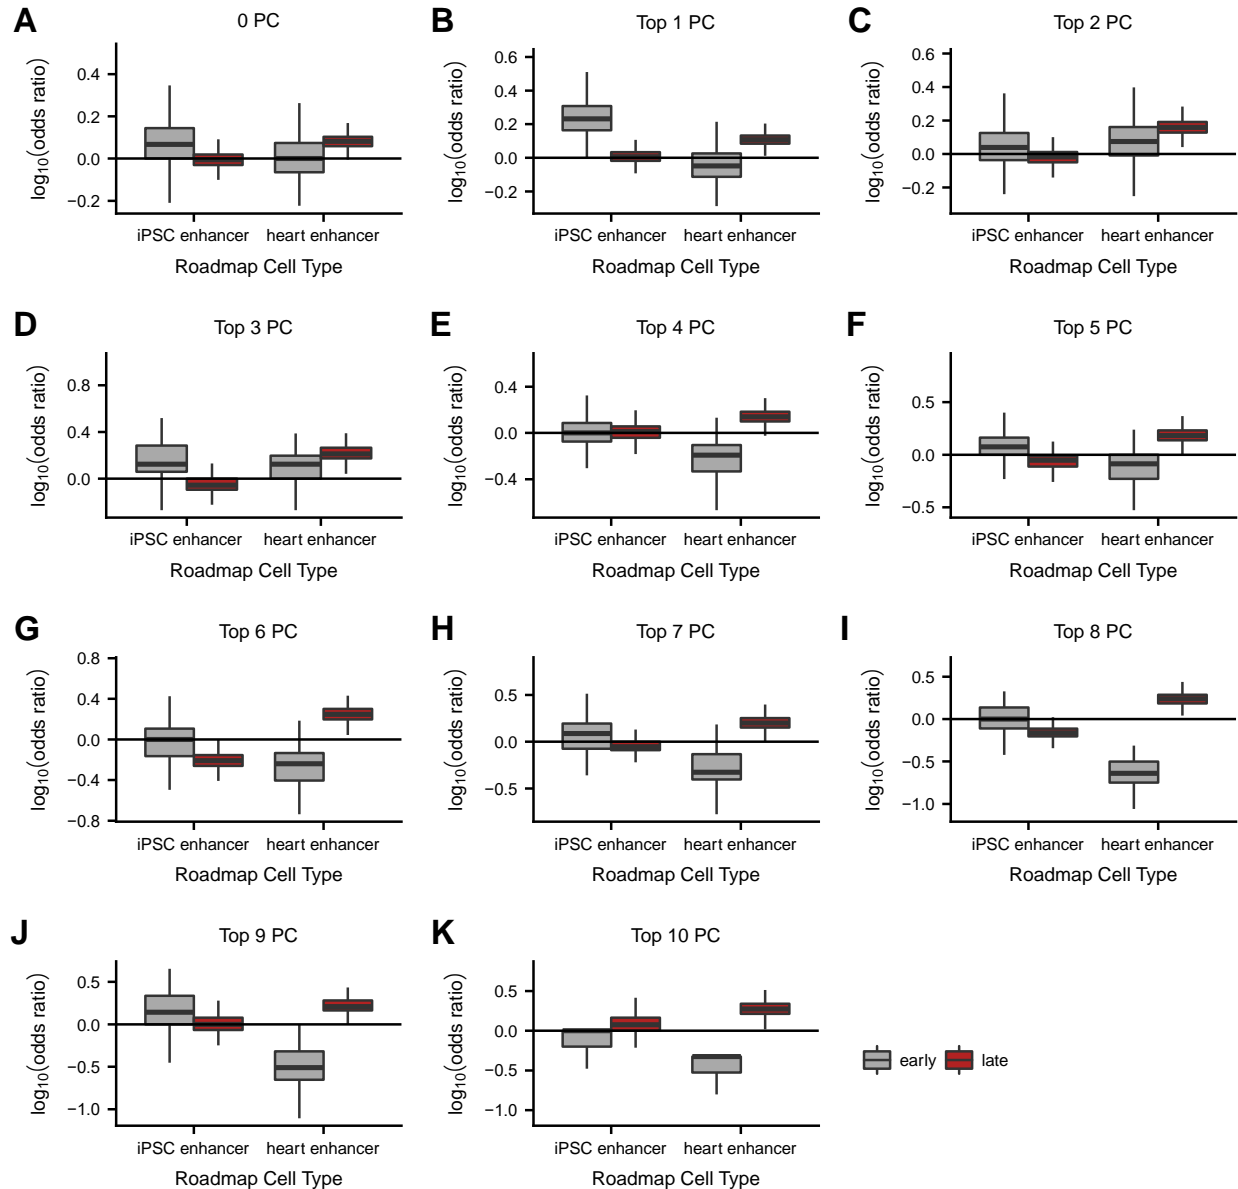 A
0 PC
0.4
0.2
0.0
−0.2
log10(odds ratio)
iPSC enhancer heart enhancer
Roadmap Cell Type
B
Top 1 PC
0.6
0.4
0.2
0.0
−0.2
log10(odds ratio)
iPSC enhancer heart enhancer
Roadmap Cell Type
C
Top 2 PC
0.6
0.4
0.2
0.0
−0.2
log10(odds ratio)
iPSC enhancer heart enhancer
Roadmap Cell Type
D
Top 3 PC
0.8
0.4
0.0
log10(odds ratio)
iPSC enhancer heart enhancer
Roadmap Cell Type
E
Top 4 PC
0.4
0.0
−0.4
log10(odds ratio)
iPSC enhancer heart enhancer
Roadmap Cell Type
F
Top 5 PC
0.5
0.0
−0.5
log10(odds ratio)
iPSC enhancer heart enhancer
Roadmap Cell Type
G
Top 6 PC
0.8
0.4
0.0
−0.4
−0.8
log10(odds ratio)
iPSC enhancer heart enhancer
Roadmap Cell Type
H
Top 7 PC
0.5
0.0
−0.5
log10(odds ratio)
iPSC enhancer heart enhancer
Roadmap Cell Type
I
Top 8 PC
0.5
0.0
−0.5
−1.0
log10(odds ratio)
iPSC enhancer heart enhancer
Roadmap Cell Type
J
Top 9 PC
0.5
0.0
−0.5
−1.0
log10(odds ratio)
iPSC enhancer heart enhancer
Roadmap Cell Type
K
Top 10 PC
0.5
0.0
−0.5
−1.0
log10(odds ratio)
iPSC enhancer heart enhancer
Roadmap Cell Type
early late